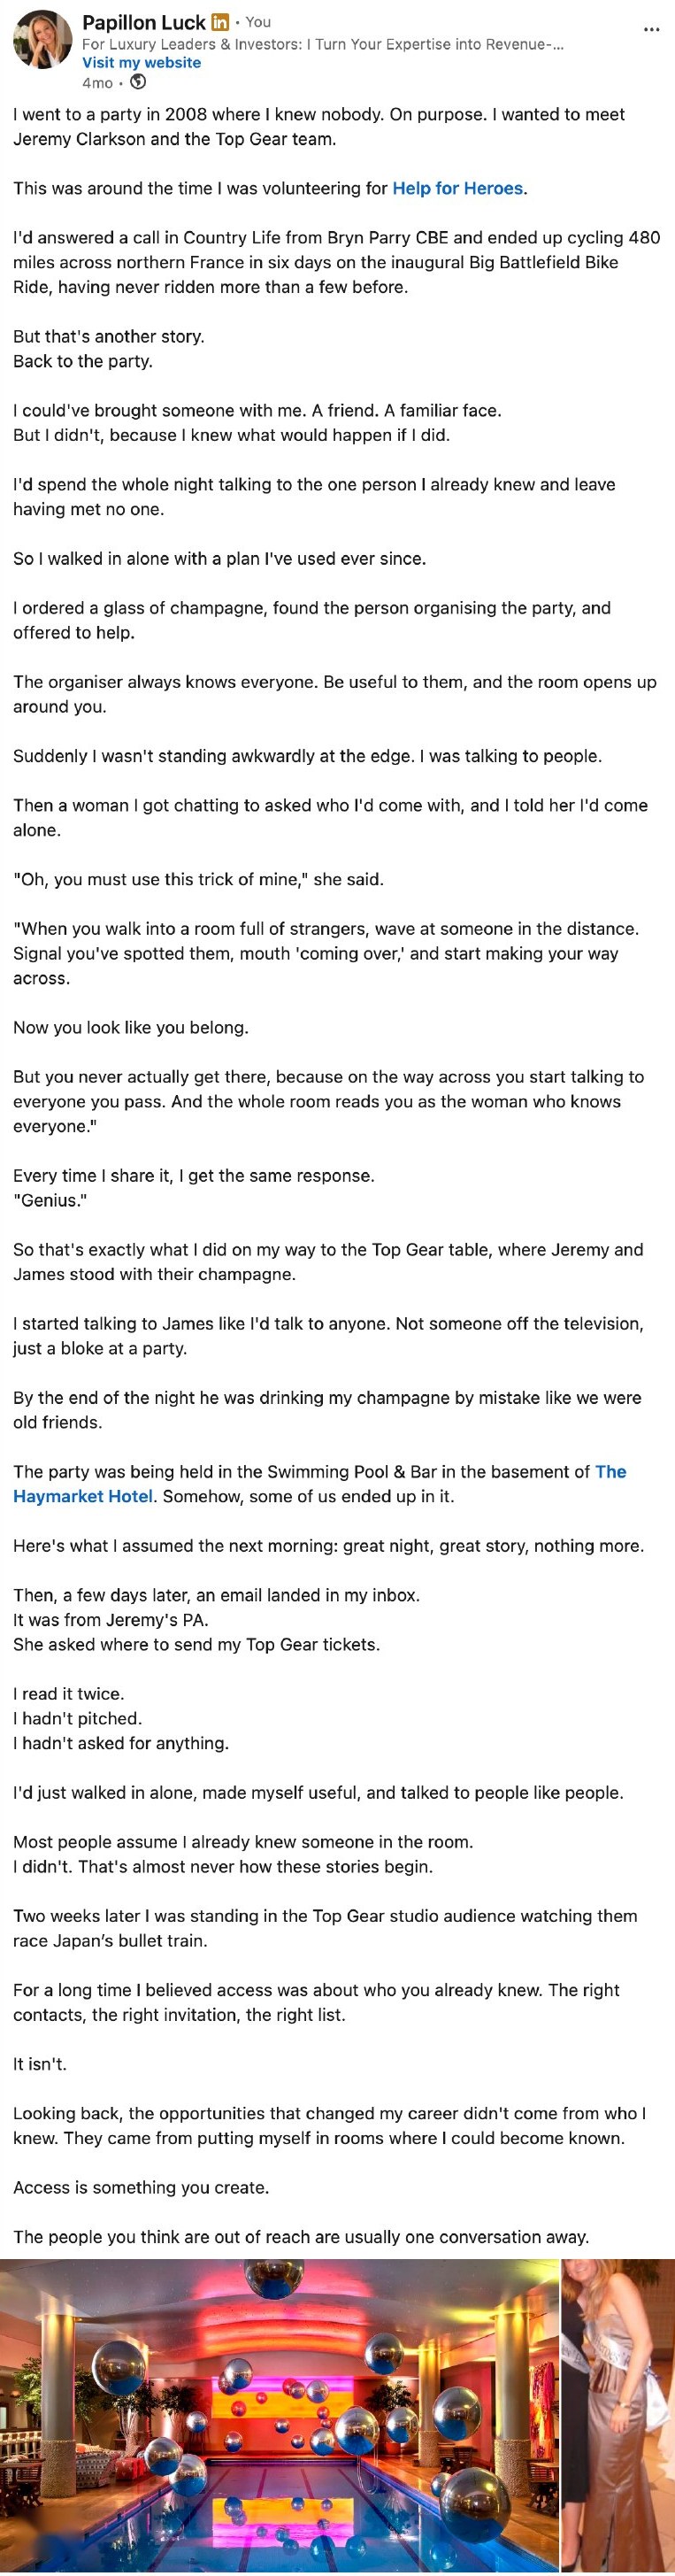 Papillon Luck in • You
For Luxury Leaders & Investors: I Turn Your Expertise into Revenue-...
Visit my website
4mo •
I went to a party in 2008 where I knew nobody. On purpose. I wanted to meet
Jeremy Clarkson and the Top Gear team.
This was around the time I was volunteering for Help for Heroes.
I'd answered a call in Country Life from Bryn Parry CBE and ended up cycling 480
miles across northern France in six days on the inaugural Big Battlefield Bike
Ride, having never ridden more than a few before.
But that's another story.
Back to the party.
I could've brought someone with me. A friend. A familiar face.
But I didn't, because I knew what would happen if I did.
I'd spend the whole night talking to the one person I already knew and leave
having met no one.
So I walked in alone with a plan I've used ever since.
I ordered a glass of champagne, found the person organising the party, and
offered to help.
The organiser always knows everyone. Be useful to them, and the room opens up
around you.
Suddenly I wasn't standing awkwardly at the edge. I was talking to people.
Then a woman I got chatting to asked who I'd come with, and I told her I'd come
alone.
"Oh, you must use this trick of mine," she said.
"When you walk into a room full of strangers, wave at someone in the distance.
Signal you've spotted them, mouth 'coming over,' and start making your way
across.
Now you look like you belong.
But you never actually get there, because on the way across you start talking to
everyone you pass. And the whole room reads you as the woman who knows
everyone."
Every time I share it, I get the same response.
"Genius."
So that's exactly what I did on my way to the Top Gear table, where Jeremy and
James stood with their champagne.
I started talking to James like I'd talk to anyone. Not someone off the television,
just a bloke at a party.
By the end of the night he was drinking my champagne by mistake like we were
old friends.
The party was being held in the Swimming Pool & Bar in the basement of The
Haymarket Hotel. Somehow, some of us ended up in it.
Here's what I assumed the next morning: great night, great story, nothing more.
Then, a few days later, an email landed in my inbox.
It was from Jeremy's PA.
She asked where to send my Top Gear tickets.
I read it twice.
I hadn't pitched.
I hadn't asked for anything.
I'd just walked in alone, made myself useful, and talked to people like people.
Most people assume I already knew someone in the room.
I didn't. That's almost never how these stories begin.
Two weeks later I was standing in the Top Gear studio audience watching them
race Japan’s bullet train.
For a long time I believed access was about who you already knew. The right
contacts, the right invitation, the right list.
It isn't.
Looking back, the opportunities that changed my career didn't come from who I
knew. They came from putting myself in rooms where I could become known.
Access is something you create.
The people you think are out of reach are usually one conversation away.